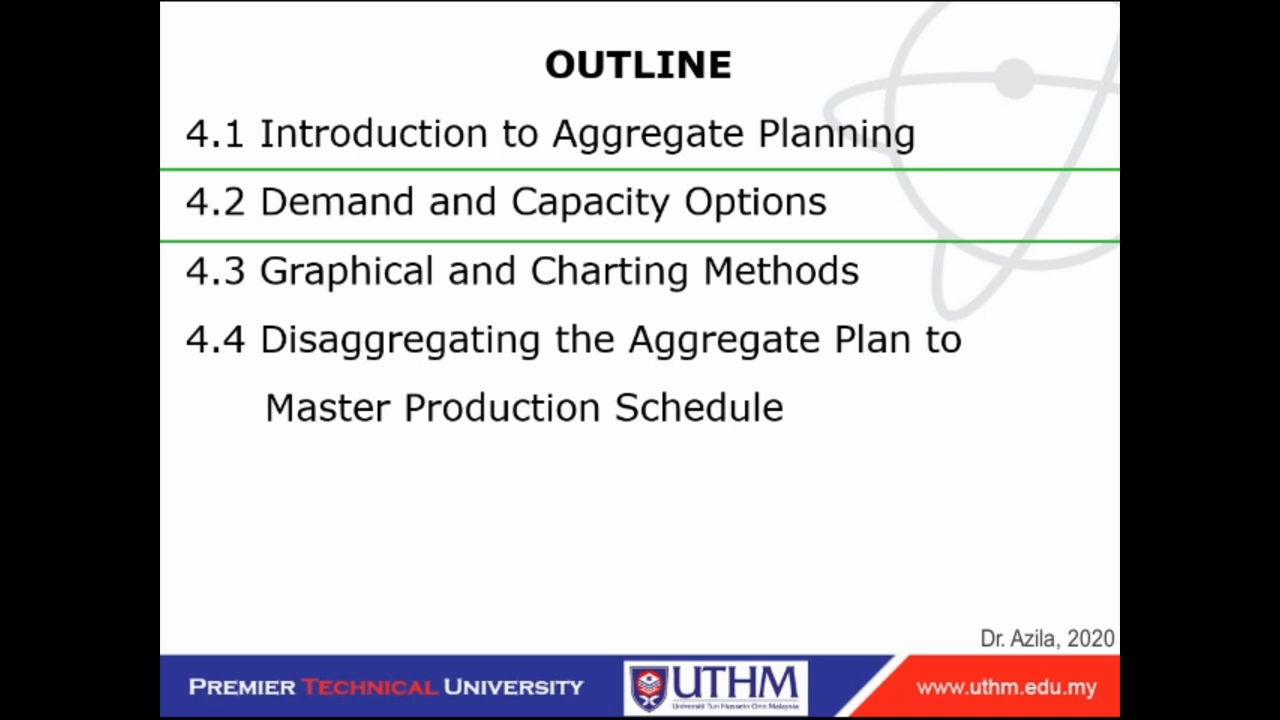 OUTLINE
4.1 Introduction to Aggregate Planning
4.2 Demand and Capacity Options
4.3 Graphical and Charting Methods
4.4 Disaggregating the Aggregate Plan to
Master Production Schedule
Dr. Azila, 2020
PREMIER TECHNICAL UNIVERSITY
UTHM
Universiti Tun Hussein Onn Malaysia
www.uthm.edu.my